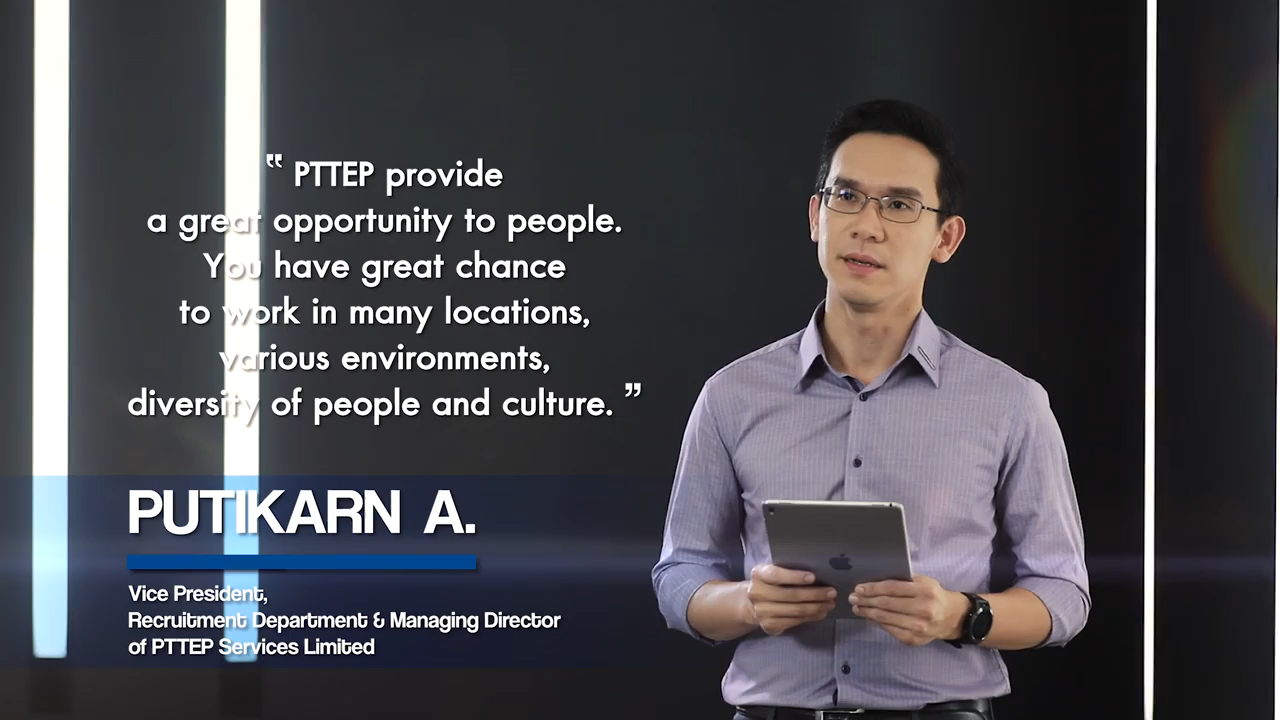 “ PTTEP provide
a great opportunity to people.
You have great chance
to work in many locations,
various environments,
diversity of people and culture. ”
PUTIKARN A.
Vice President,
Recruitment Department & Managing Director
of PTTEP Services Limited